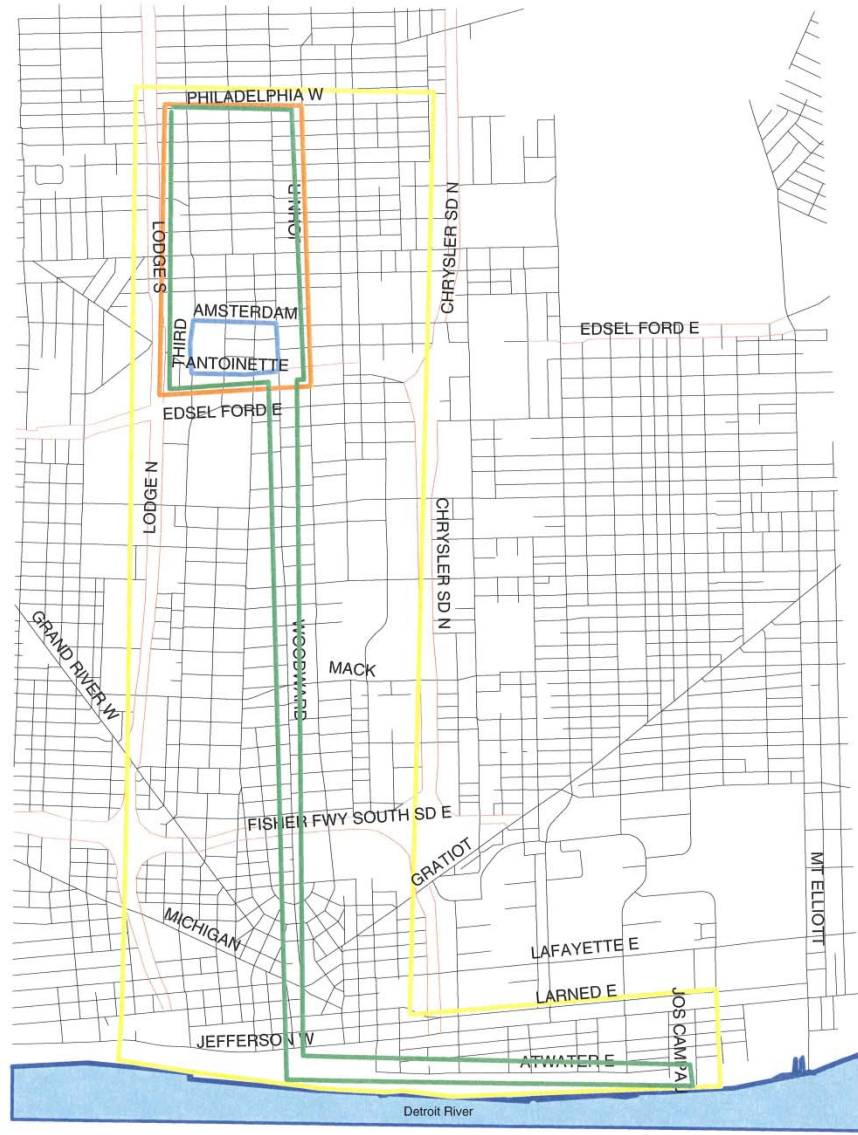 PHILADELPHIA W
JOHN R
LODGE S
CHRYSLER SD N
AMSTERDAM
THIRD
EDSEL FORD E
ANTOINETTE
EDSEL FORD E
LODGE N
CHRYSLER SD N
GRAND RIVER W
WOODWARD
MACK
FISHER FWY SOUTH SD E
GRATIOT
MT ELLIOTT
MICHIGAN
LAFAYETTE E
LARNED E
JOS CAMPAU
JEFFERSON W
ATWATER E
Detroit River